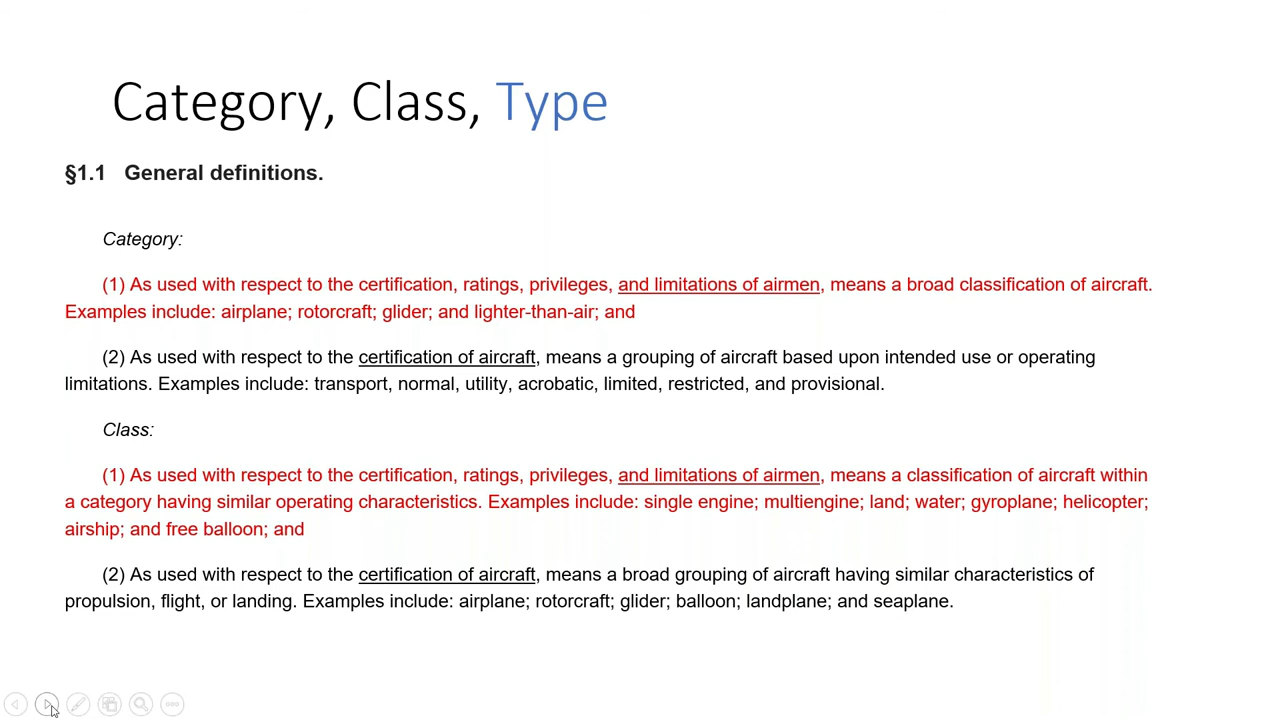 Category, Class, Type
§1.1 General definitions.
Category:
(1) As used with respect to the certification, ratings, privileges, and limitations of airmen, means a broad classification of aircraft.
Examples include: airplane; rotorcraft; glider; and lighter-than-air; and
(2) As used with respect to the certification of aircraft, means a grouping of aircraft based upon intended use or operating
limitations. Examples include: transport, normal, utility, acrobatic, limited, restricted, and provisional.
Class:
(1) As used with respect to the certification, ratings, privileges, and limitations of airmen, means a classification of aircraft within
a category having similar operating characteristics. Examples include: single engine; multiengine; land; water; gyroplane; helicopter;
airship; and free balloon; and
(2) As used with respect to the certification of aircraft, means a broad grouping of aircraft having similar characteristics of
propulsion, flight, or landing. Examples include: airplane; rotorcraft; glider; balloon; landplane; and seaplane.